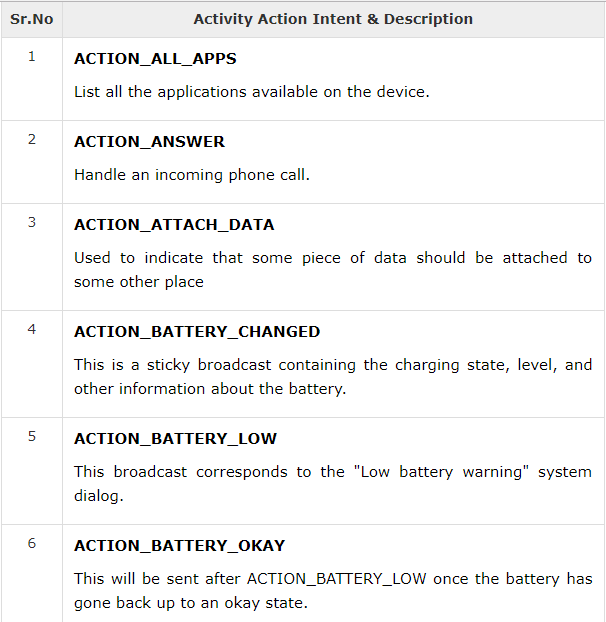 Sr.No Activity Action Intent & Description
1 ACTION_ALL_APPS
List all the applications available on the device.
2 ACTION_ANSWER
Handle an incoming phone call.
3 ACTION_ATTACH_DATA
Used to indicate that some piece of data should be attached to
some other place
4 ACTION_BATTERY_CHANGED
This is a sticky broadcast containing the charging state, level, and
other information about the battery.
5 ACTION_BATTERY_LOW
This broadcast corresponds to the "Low battery warning" system
dialog.
6 ACTION_BATTERY_OKAY
This will be sent after ACTION_BATTERY_LOW once the battery has
gone back up to an okay state.